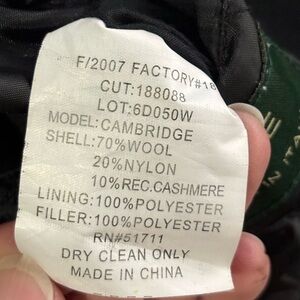 F/2007 FACTORY#18
CUT:188088
LOT:6D050W
MODEL:CAMBRIDGE
SHELL:70%WOOL
20%NYLON
10%REC.CASHMERE
LINING:100%POLYESTER
FILLER:100%POLYESTER
RN#51711
DRY CLEAN ONLY
MADE IN CHINA